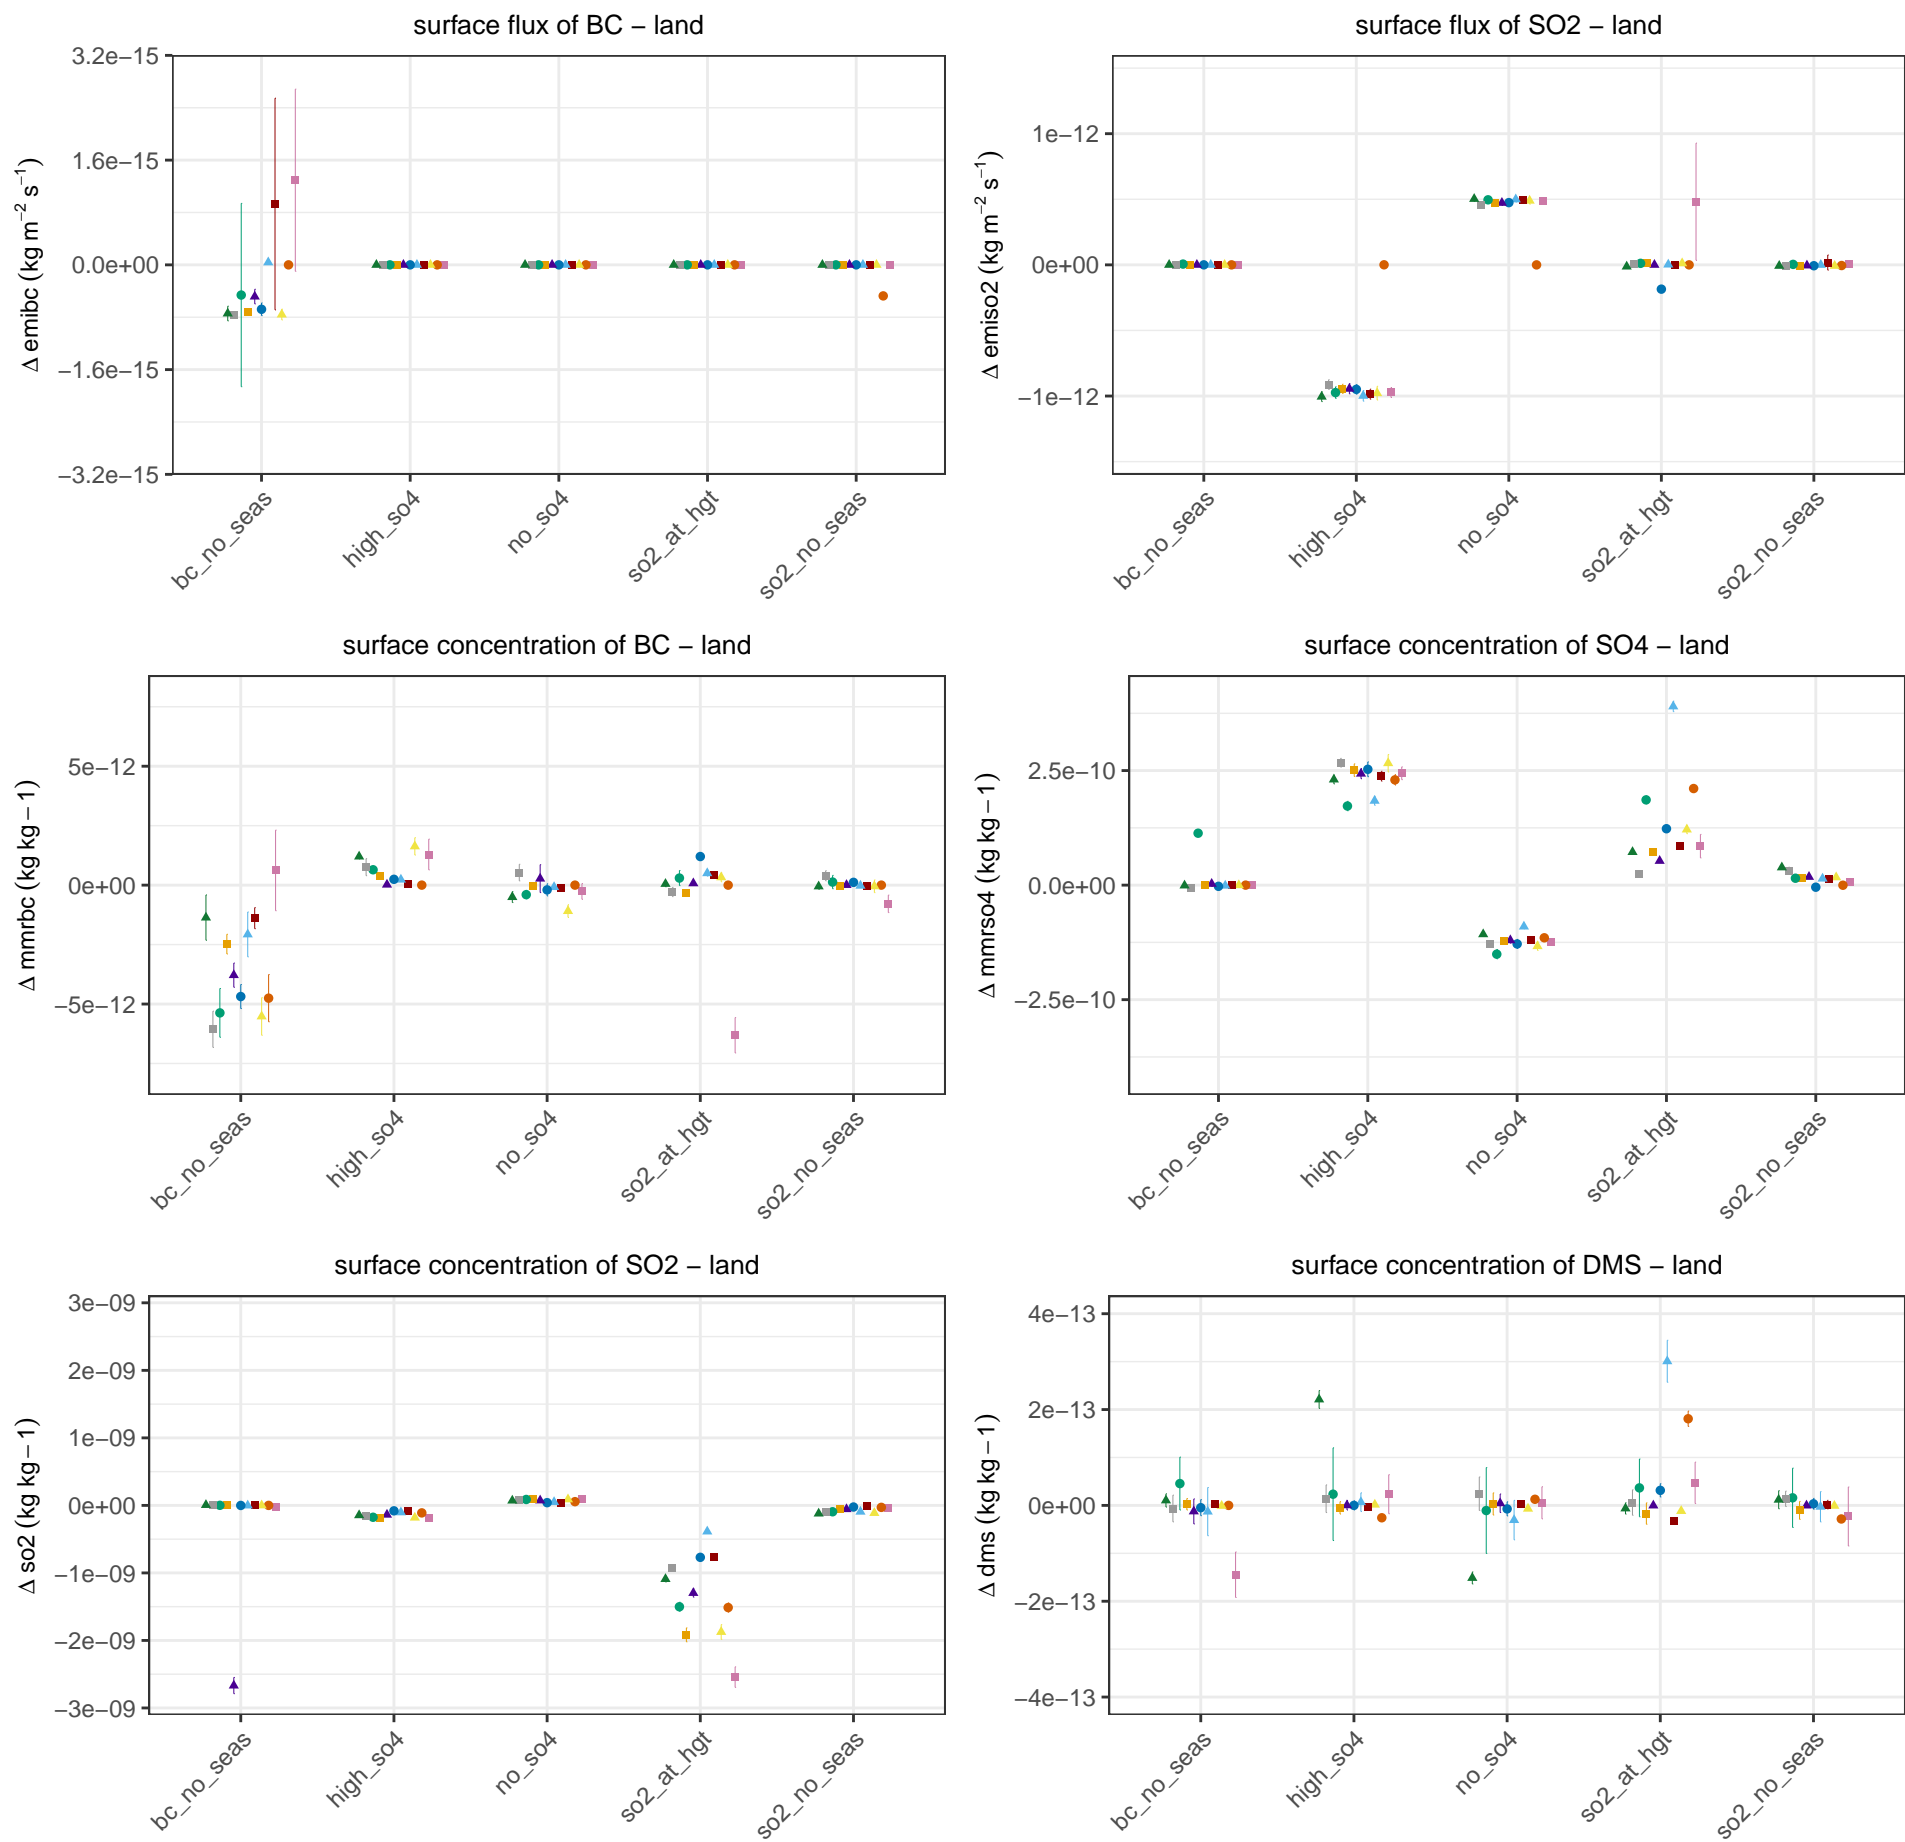 surface flux of BC − land
3.2e−15
1.6e−15
0.0e+00
−1.6e−15
−3.2e−15
Δ emibc (kg m−2 s−1)
bc_no_seas
high_so4
no_so4
so2_at_hgt
so2_no_seas
surface flux of SO2 − land
1e−12
0e+00
−1e−12
Δ emiso2 (kg m−2 s−1)
bc_no_seas
high_so4
no_so4
so2_at_hgt
so2_no_seas
surface concentration of BC − land
5e−12
0e+00
−5e−12
Δ mmrbc (kg kg − 1)
bc_no_seas
high_so4
no_so4
so2_at_hgt
so2_no_seas
surface concentration of SO4 − land
2.5e−10
0.0e+00
−2.5e−10
Δ mmrso4 (kg kg − 1)
bc_no_seas
high_so4
no_so4
so2_at_hgt
so2_no_seas
surface concentration of SO2 − land
3e−09
2e−09
1e−09
0e+00
−1e−09
−2e−09
−3e−09
Δ so2 (kg kg − 1)
bc_no_seas
high_so4
no_so4
so2_at_hgt
so2_no_seas
surface concentration of DMS − land
4e−13
2e−13
0e+00
−2e−13
−4e−13
Δ dms (kg kg − 1)
bc_no_seas
high_so4
no_so4
so2_at_hgt
so2_no_seas